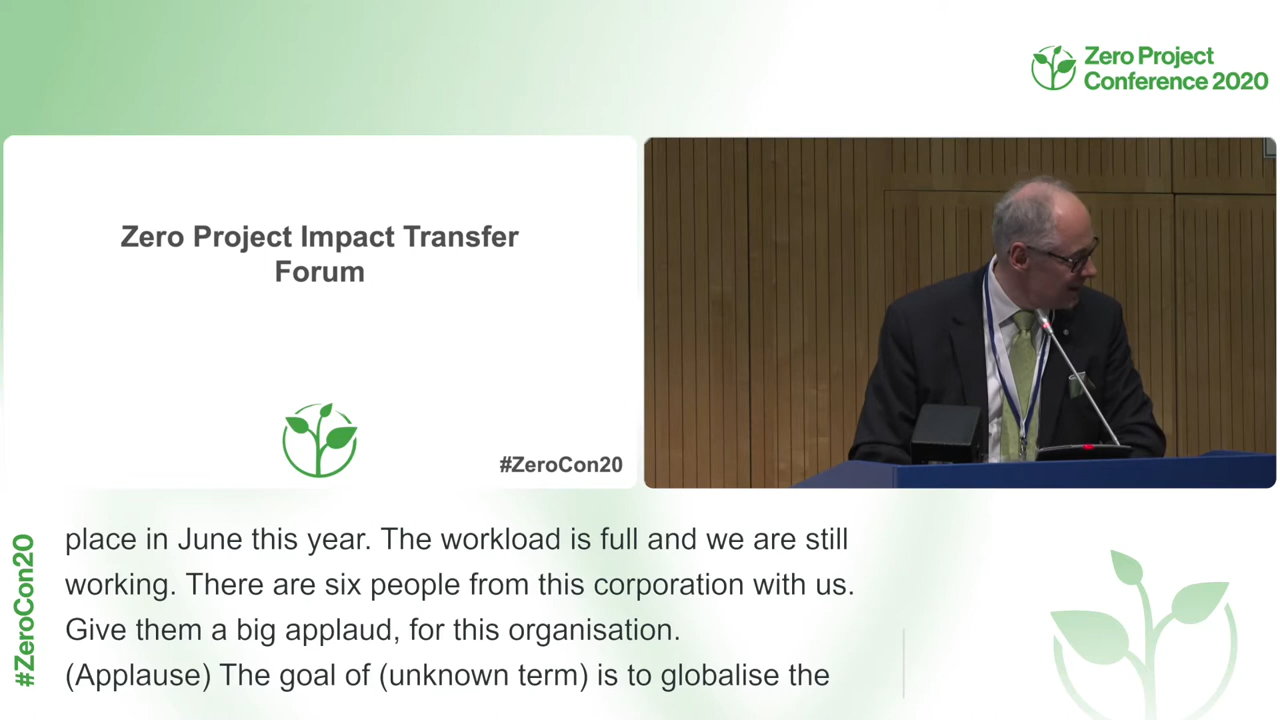 Zero Project
Conference 2020
Zero Project Impact Transfer
Forum
#ZeroCon20
#ZeroCon20
place in June this year. The workload is full and we are still
working. There are six people from this corporation with us.
Give them a big applaud, for this organisation.
(Applause) The goal of (unknown term) is to globalise the